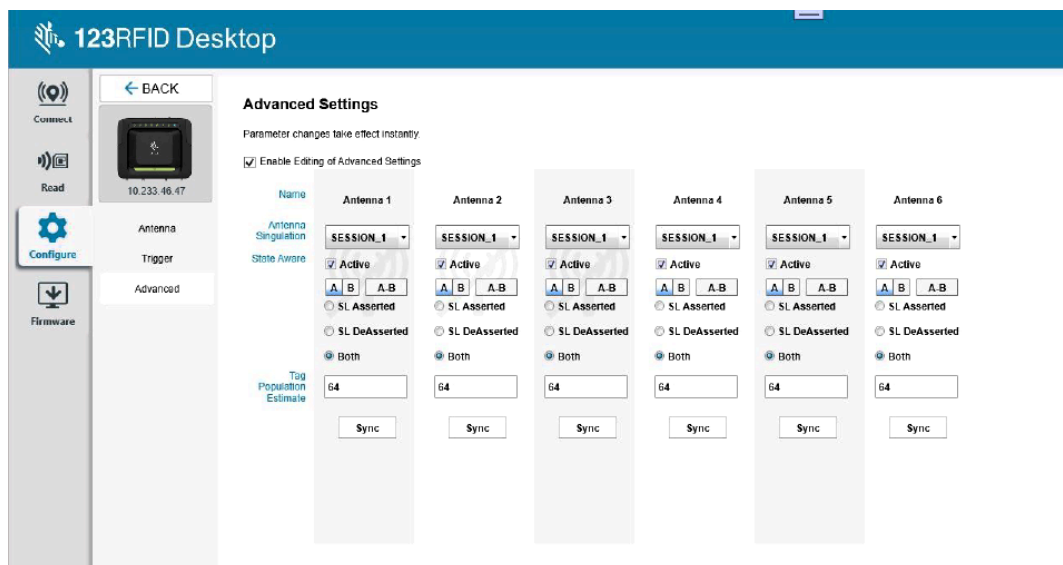 123RFID Desktop
Connect
Read
Configure
Firmware
BACK
10.233.46.47
Antenna
Trigger
Advanced
Advanced Settings
Parameter changes take effect instantly.
Enable Editing of Advanced Settings
Name Antenna 1 Antenna 2 Antenna 3 Antenna 4 Antenna 5 Antenna 6
Antenna
Singulation SESSION_1 SESSION_1 SESSION_1 SESSION_1 SESSION_1 SESSION_1
State Aware Active Active Active Active Active Active
A B A-B A B A-B A B A-B A B A-B A B A-B A B A-B
SL Asserted SL Asserted SL Asserted SL Asserted SL Asserted SL Asserted
SL DeAsserted SL DeAsserted SL DeAsserted SL DeAsserted SL DeAsserted SL DeAsserted
Both Both Both Both Both Both
Tag
Population
Estimate 64 64 64 64 64 64
Sync Sync Sync Sync Sync Sync